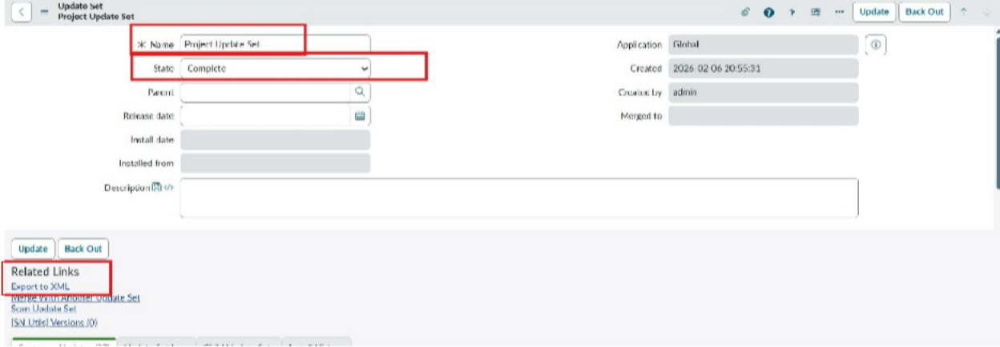 Update Set
Project Update Set
Update
Back Out
Name Project Update Set
State Complete
Parent
Release date
Install date
Installed from
Description
Application Global
Created 2026-02-06 20:55:31
Created by admin
Merged to
Update
Back Out
Related Links
Export to XML
Merge With Another Update Set
Scan Update Set
[SN Utils] Versions (0)